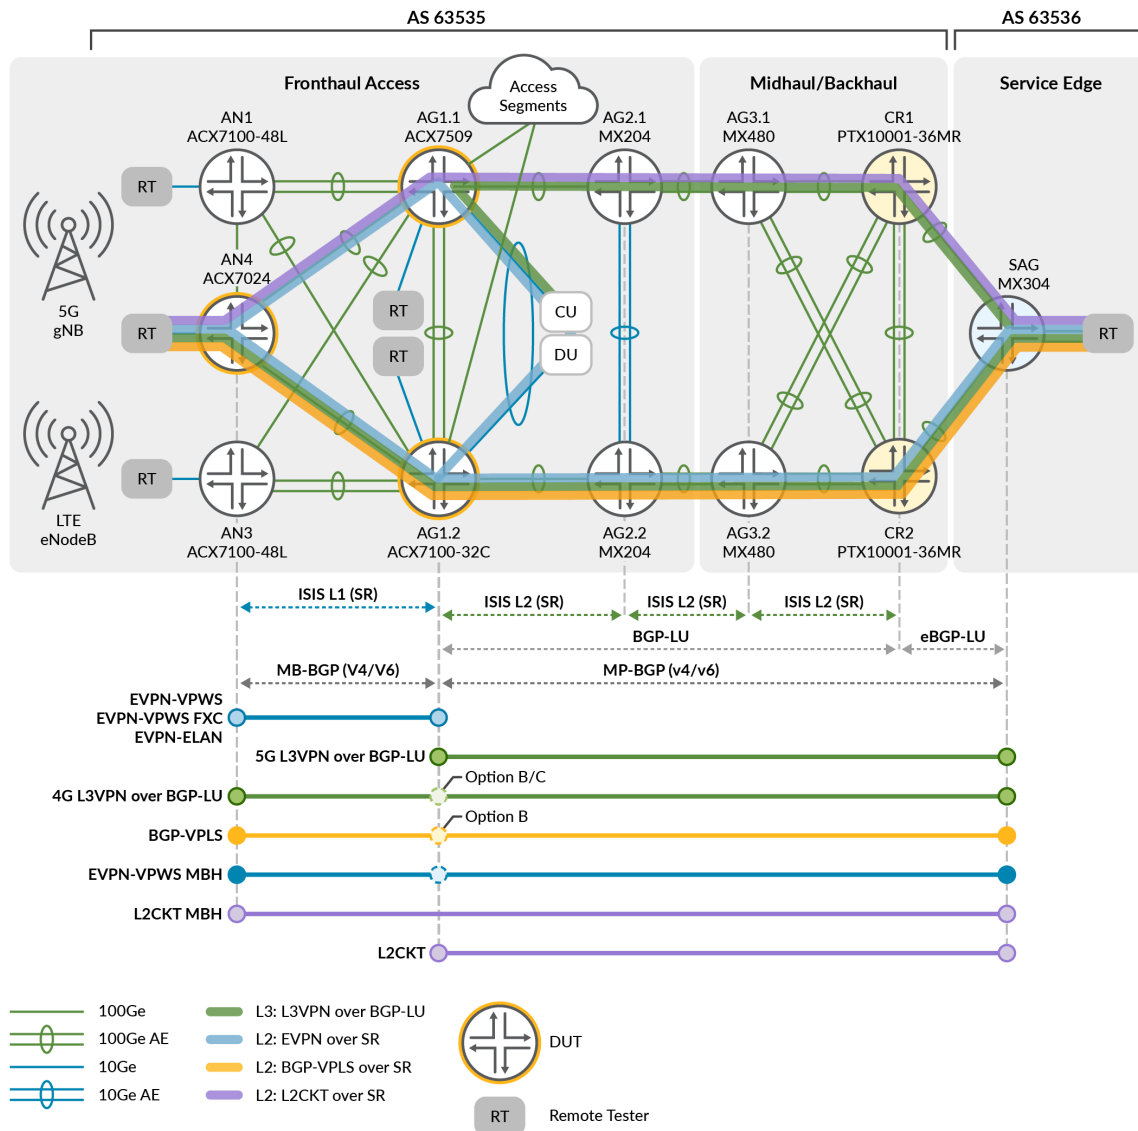 AS 63535
AS 63536
Fronthaul Access
Access
Segments
Midhaul/Backhaul
Service Edge
AN1
ACX7100-48L
AG1.1
ACX7509
AG2.1
MX204
AG3.1
MX480
CR1
PTX10001-36MR
RT
AN4
ACX7024
SAG
MX304
5G
gNB
RT
RT
RT
CU
DU
RT
RT
LTE
eNodeB
AN3
ACX7100-48L
AG1.2
ACX7100-32C
AG2.2
MX204
AG3.2
MX480
CR2
PTX10001-36MR
ISIS L1 (SR)
ISIS L2 (SR)
ISIS L2 (SR)
ISIS L2 (SR)
BGP-LU
eBGP-LU
MB-BGP (V4/V6)
MP-BGP (v4/v6)
EVPN-VPWS
EVPN-VPWS FXC
EVPN-ELAN
5G L3VPN over BGP-LU
Option B/C
4G L3VPN over BGP-LU
Option B
BGP-VPLS
EVPN-VPWS MBH
L2CKT MBH
L2CKT
100Ge
100Ge AE
10Ge
10Ge AE
L3: L3VPN over BGP-LU
L2: EVPN over SR
L2: BGP-VPLS over SR
L2: L2CKT over SR
DUT
RT
Remote Tester